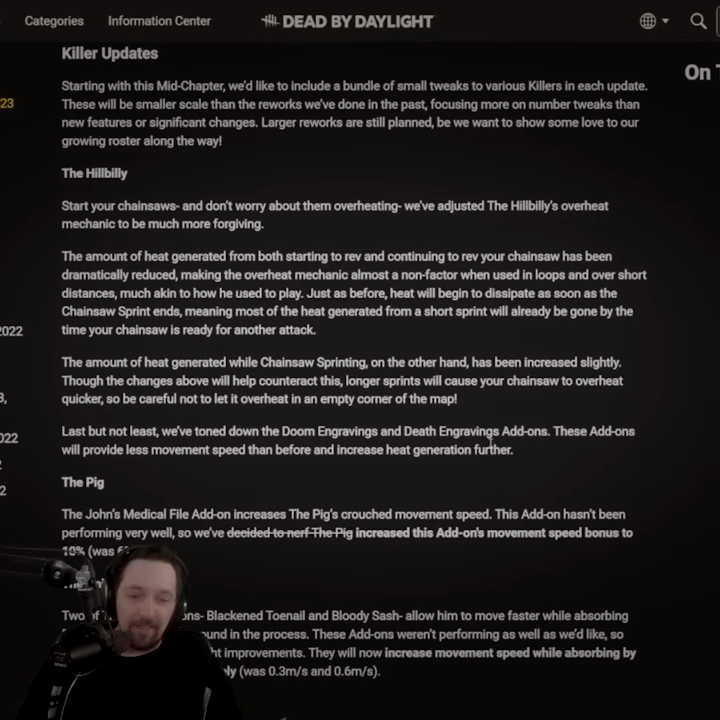 Categories Information Center DEAD BY DAYLIGHT
Killer Updates
On
23
Starting with this Mid-Chapter, we'd like to include a bundle of small tweaks to various Killers in each update.
These will be smaller scale than the reworks we've done in the past, focusing more on number tweaks than
new features or significant changes. Larger reworks are still planned, be we want to show some love to our
growing roster along the way!
The Hillbilly
Start your chainsaws- and don't worry about them overheating- we've adjusted The Hillbilly's overheat
mechanic to be much more forgiving.
The amount of heat generated from both starting to rev and continuing to rev your chainsaw has been
dramatically reduced, making the overheat mechanic almost a non-factor when used in loops and over short
distances, much akin to how he used to play. Just as before, heat will begin to dissipate as soon as the
Chainsaw Sprint ends, meaning most of the heat generated from a short sprint will already be gone by the
2022
time your chainsaw is ready for another attack.
The amount of heat generated while Chainsaw Sprinting, on the other hand, has been increased slightly.
Though the changes above will help counteract this, longer sprints will cause your chainsaw to overheat
3,
quicker, so be careful not to let it overheat in an empty corner of the map!
Last but not least, we've toned down the Doom Engravings and Death Engravings Add-ons. These Add-ons
022
will provide less movement speed than before and increase heat generation further.
2
The Pig
2
The John's Medical File Add-on increases The Pig's crouched movement speed. This Add-on hasn't been
performing very well, so we've decided to nerf The Pig increased this Add-on's movement speed bonus to
10% (was
Two of ons- Blackened Toenail and Bloody Sash- allow him to move faster while absorbing
in the process. These Add-ons weren't performing as well as we'd like, so
improvements. They will now increase movement speed while absorbing by
(was 0.3m/s and 0.6m/s).